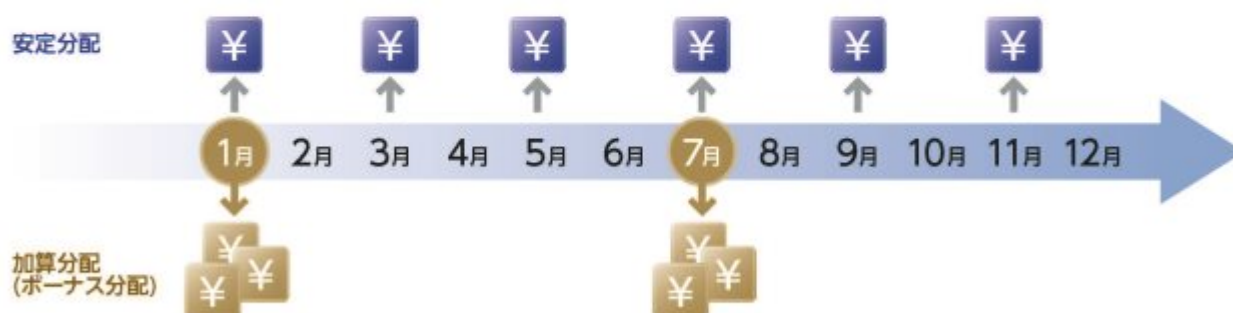 安定分配
¥ ¥ ¥ ¥ ¥ ¥
1月 2月 3月 4月 5月 6月 7月 8月 9月 10月 11月 12月
¥ ¥ ¥ ¥ ¥ ¥
加算分配
(ボーナス分配)